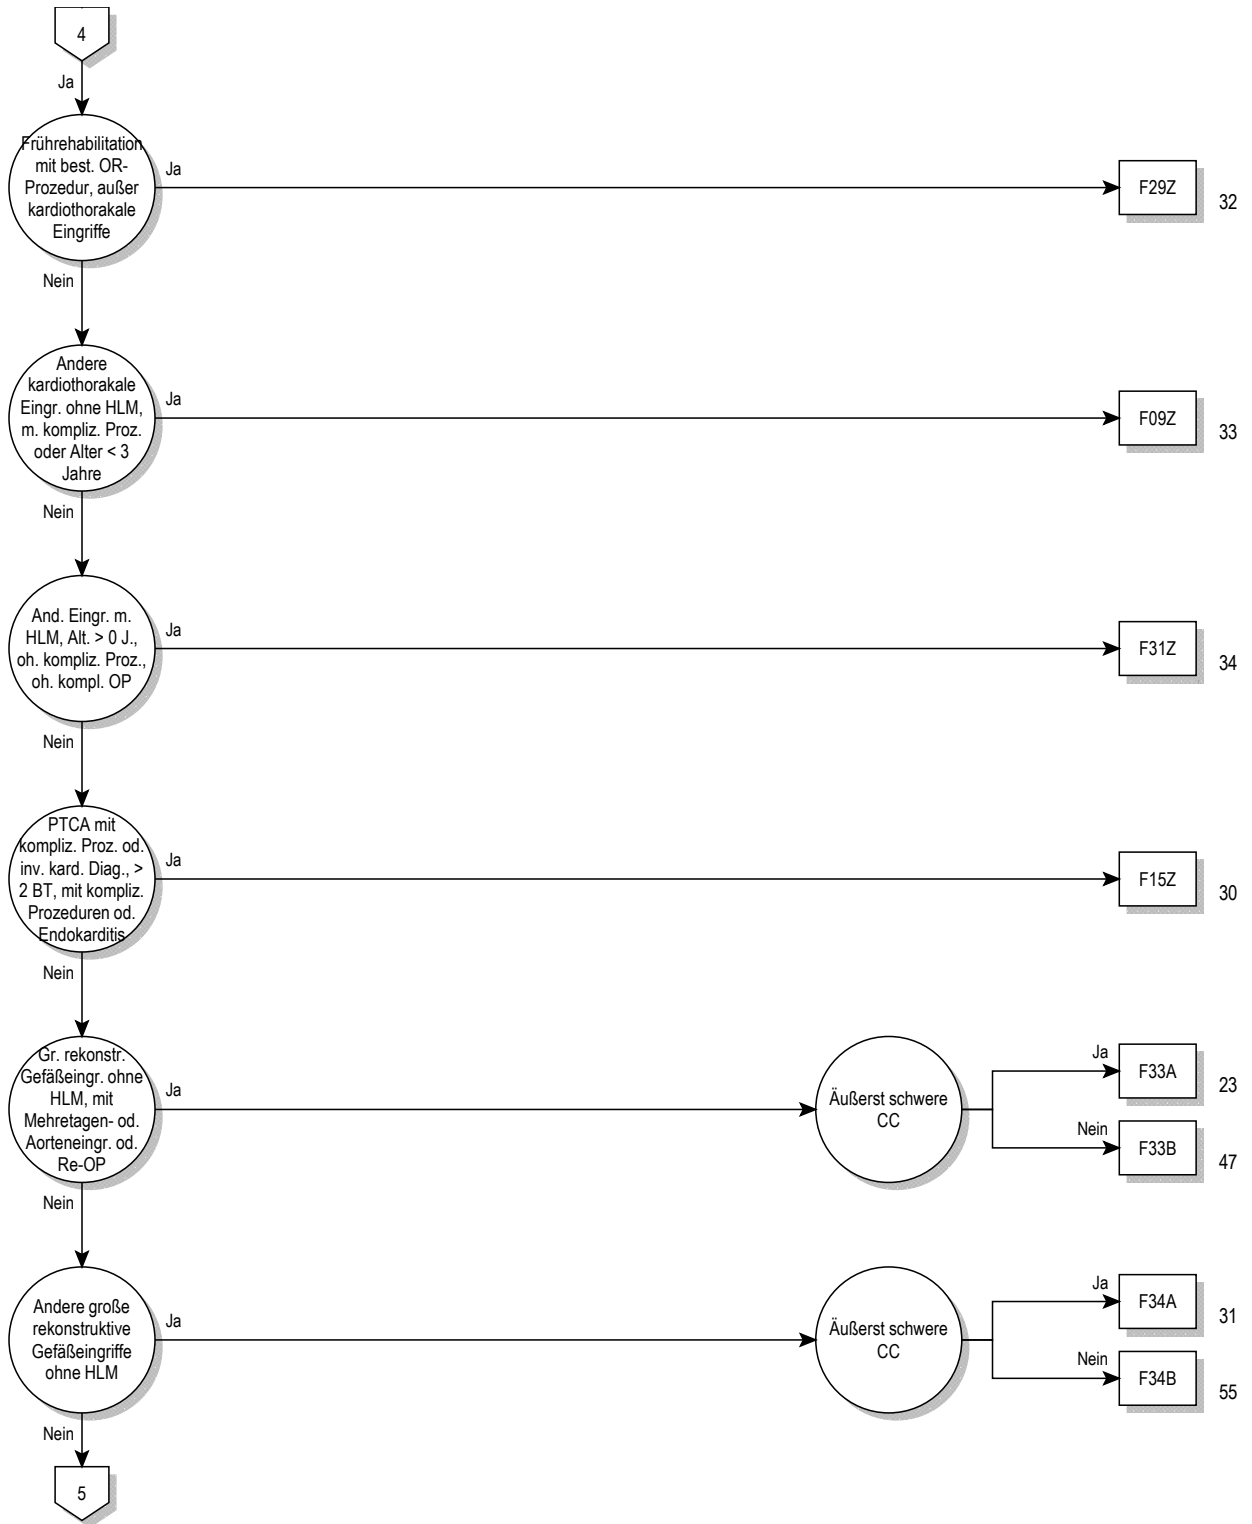 4
Ja
Frührehabilitation
mit best. OR-
Prozedur, außer
kardiothorakale
Eingriffe
Ja
F29Z
32
Nein
Andere
kardiothorakale
Eingr. ohne HLM,
m. kompliz. Proz.
oder Alter < 3
Jahre
Ja
F09Z
33
Nein
And. Eingr. m.
HLM, Alt. > 0 J.,
oh. kompliz. Proz.,
oh. kompl. OP
Ja
F31Z
34
Nein
PTCA mit
kompliz. Proz. od.
inv. kard. Diag., >
2 BT, mit kompliz.
Prozeduren od.
Endokarditis
Ja
F15Z
30
Nein
Gr. rekonstr.
Gefäßeingr. ohne
HLM, mit
Mehretagen- od.
Aorteneingr. od.
Re-OP
Ja
Äußerst schwere
CC
Ja
F33A
23
Nein
F33B
47
Nein
Andere große
rekonstruktive
Gefäßeingriffe
ohne HLM
Ja
Äußerst schwere
CC
Ja
F34A
31
Nein
F34B
55
Nein
5